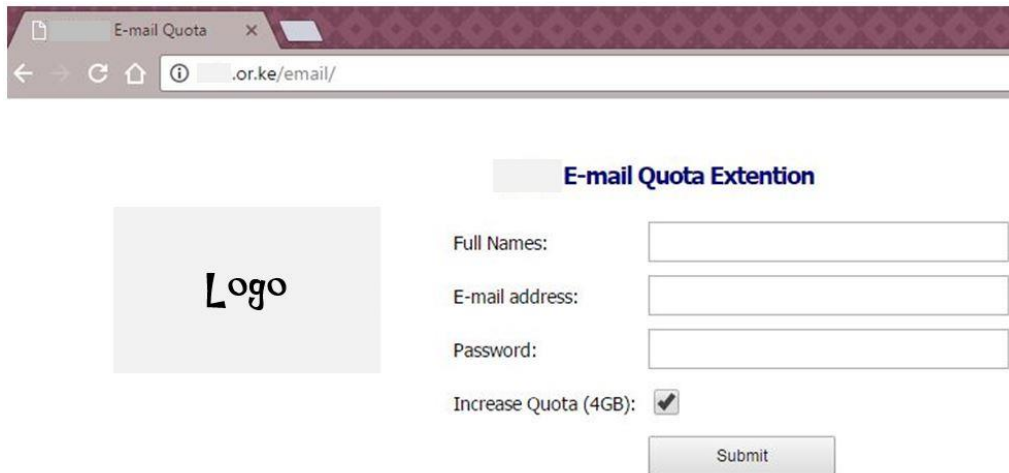 E-mail Quota
.or.ke/email/
E-mail Quota Extention
Logo
Full Names:
E-mail address:
Password:
Increase Quota (4GB):
Submit